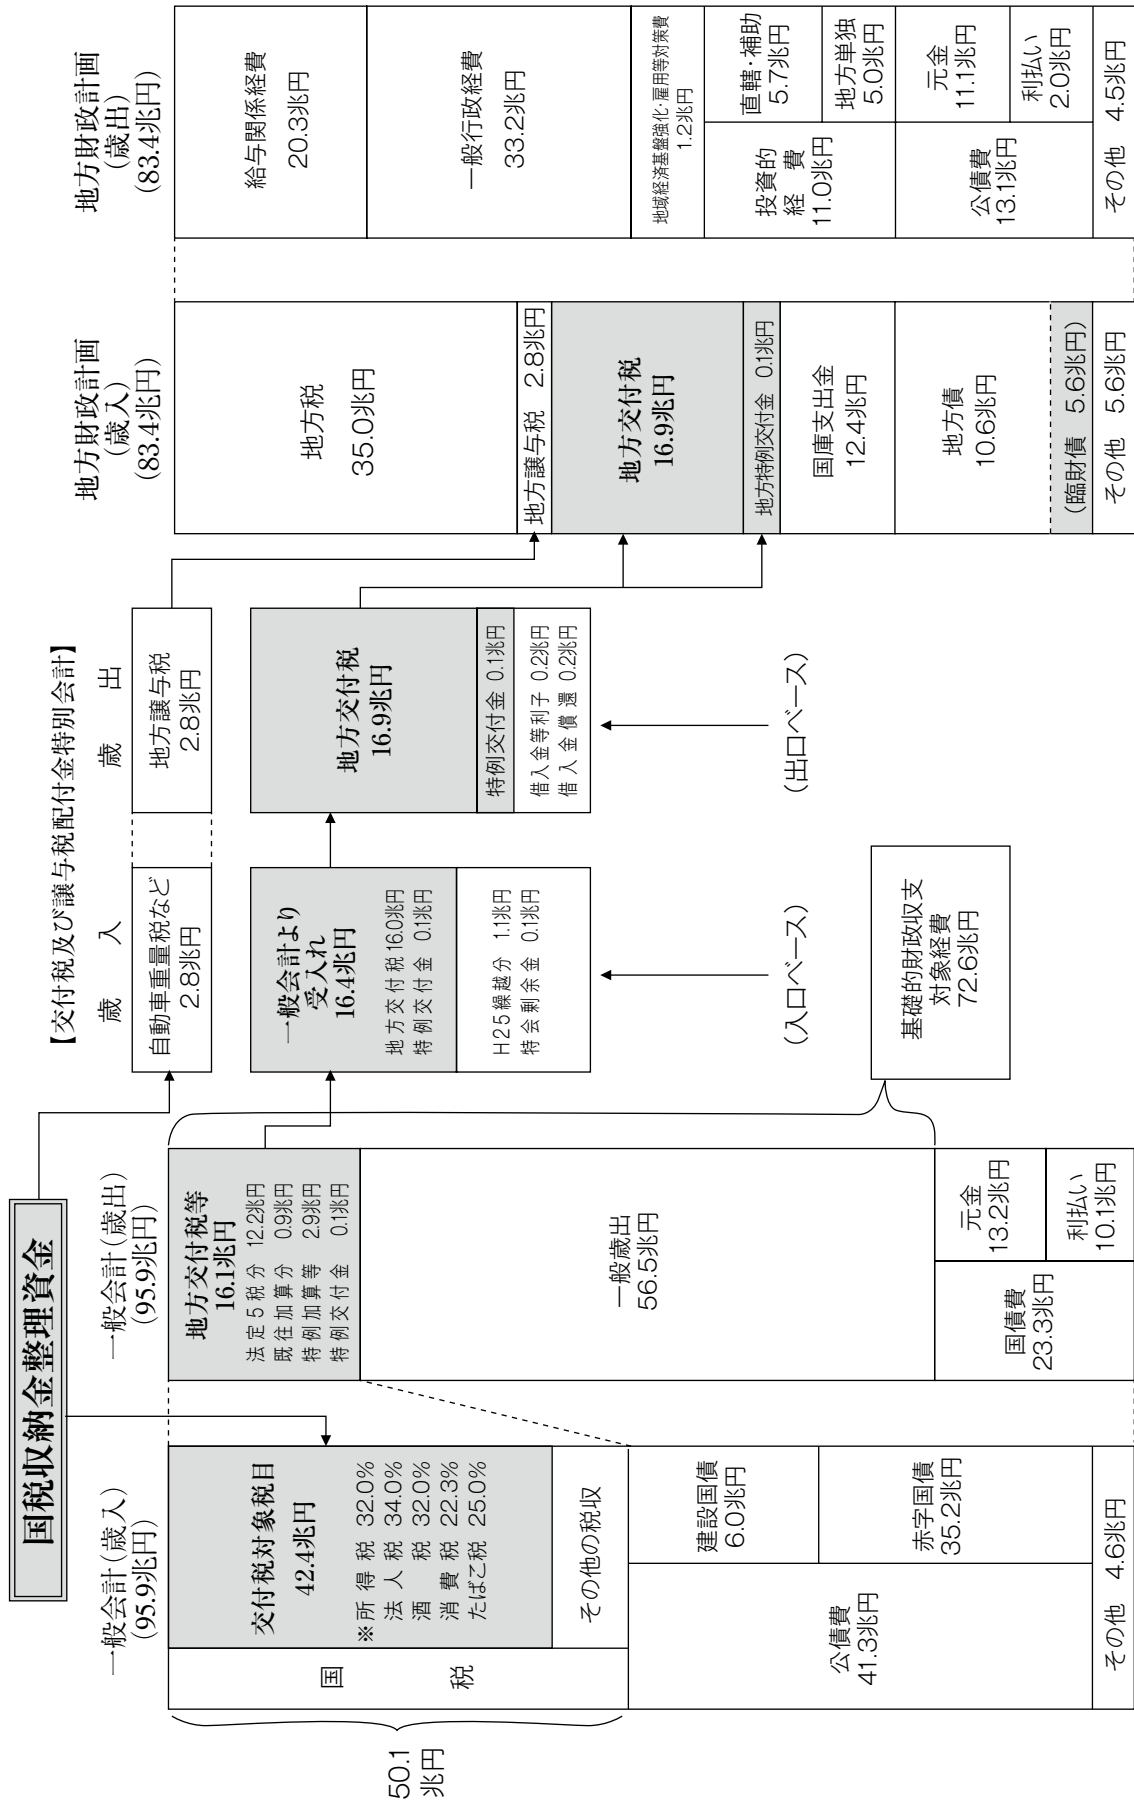 国税収納金整理資金
一般会計(歳入)
(95.9兆円)
50.1
兆円
国税
交付税対象税目
42.4兆円
※所得税 32.0%
法人税 34.0%
酒税 32.0%
消費税 22.3%
たばこ税 25.0%
その他の税収
公債費
41.3兆円
建設国債
6.0兆円
赤字国債
35.2兆円
その他 4.6兆円
一般会計(歳出)
(95.9兆円)
地方交付税等
16.1兆円
法定5税分 12.2兆円
既往加算分 0.9兆円
特例加算等 2.9兆円
特例交付金 0.1兆円
一般歳出
56.5兆円
国債費
23.3兆円
元金
13.2兆円
利払い
10.1兆円
基礎的財政収支
対象経費
72.6兆円
【交付税及び譲与税配付金特別会計】
歳入
自動車重量税など
2.8兆円
一般会計より
受入れ
16.4兆円
地方交付税16.0兆円
特例交付金 0.1兆円
H25繰越分 1.1兆円
特会剰余金 0.1兆円
(入口ベース)
歳出
地方譲与税
2.8兆円
地方交付税
16.9兆円
特例交付金 0.1兆円
借入金等利子 0.2兆円
借入金償還 0.2兆円
(出口ベース)
地方財政計画
(歳入)
(83.4兆円)
地方税
35.0兆円
地方譲与税 2.8兆円
地方交付税
16.9兆円
地方特例交付金 0.1兆円
国庫支出金
12.4兆円
地方債
10.6兆円
(臨財債 5.6兆円)
その他 5.6兆円
地方財政計画
(歳出)
(83.4兆円)
給与関係経費
20.3兆円
一般行政経費
33.2兆円
地域経済基盤強化・雇用等対策費
1.2兆円
投資的
経費
11.0兆円
直轄・補助
5.7兆円
地方単独
5.0兆円
公債費
13.1兆円
元金
11.1兆円
利払い
2.0兆円
その他 4.5兆円